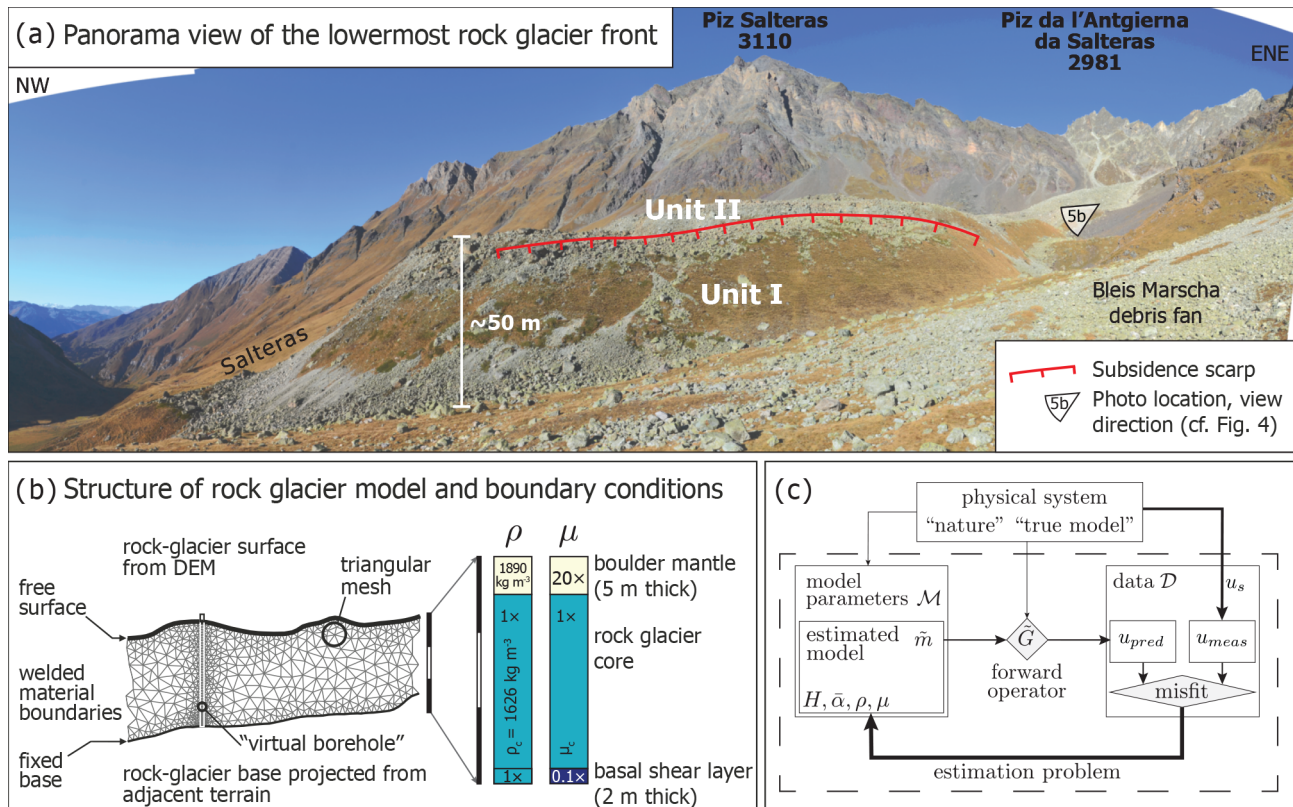 (a) Panorama view of the lowermost rock glacier front
Piz Salteras
3110
Piz da l'Antgierna
da Salteras
2981
NW
ENE
Unit II
5b
Unit I
~50 m
Salteras
Bleis Marscha
debris fan
Subsidence scarp
5b
Photo location, view
direction (cf. Fig. 4)
(b) Structure of rock glacier model and boundary conditions
rock-glacier surface
from DEM
triangular
mesh
free
surface
welded
material
boundaries
fixed
base
"virtual borehole"
rock-glacier base projected from
adjacent terrain
ρ
μ
1890
kg m⁻³
20×
boulder mantle
(5 m thick)
1×
1×
ρc = 1626 kg m⁻³
μc
rock glacier
core
1×
0.1×
basal shear layer
(2 m thick)
(c)
physical system
"nature" "true model"
model
parameters ℳ
estimated
model
m̃
H, ᾱ, ρ, μ
G̃
forward
operator
data 𝒟
uₛ
u_pred
u_meas
misfit
estimation problem